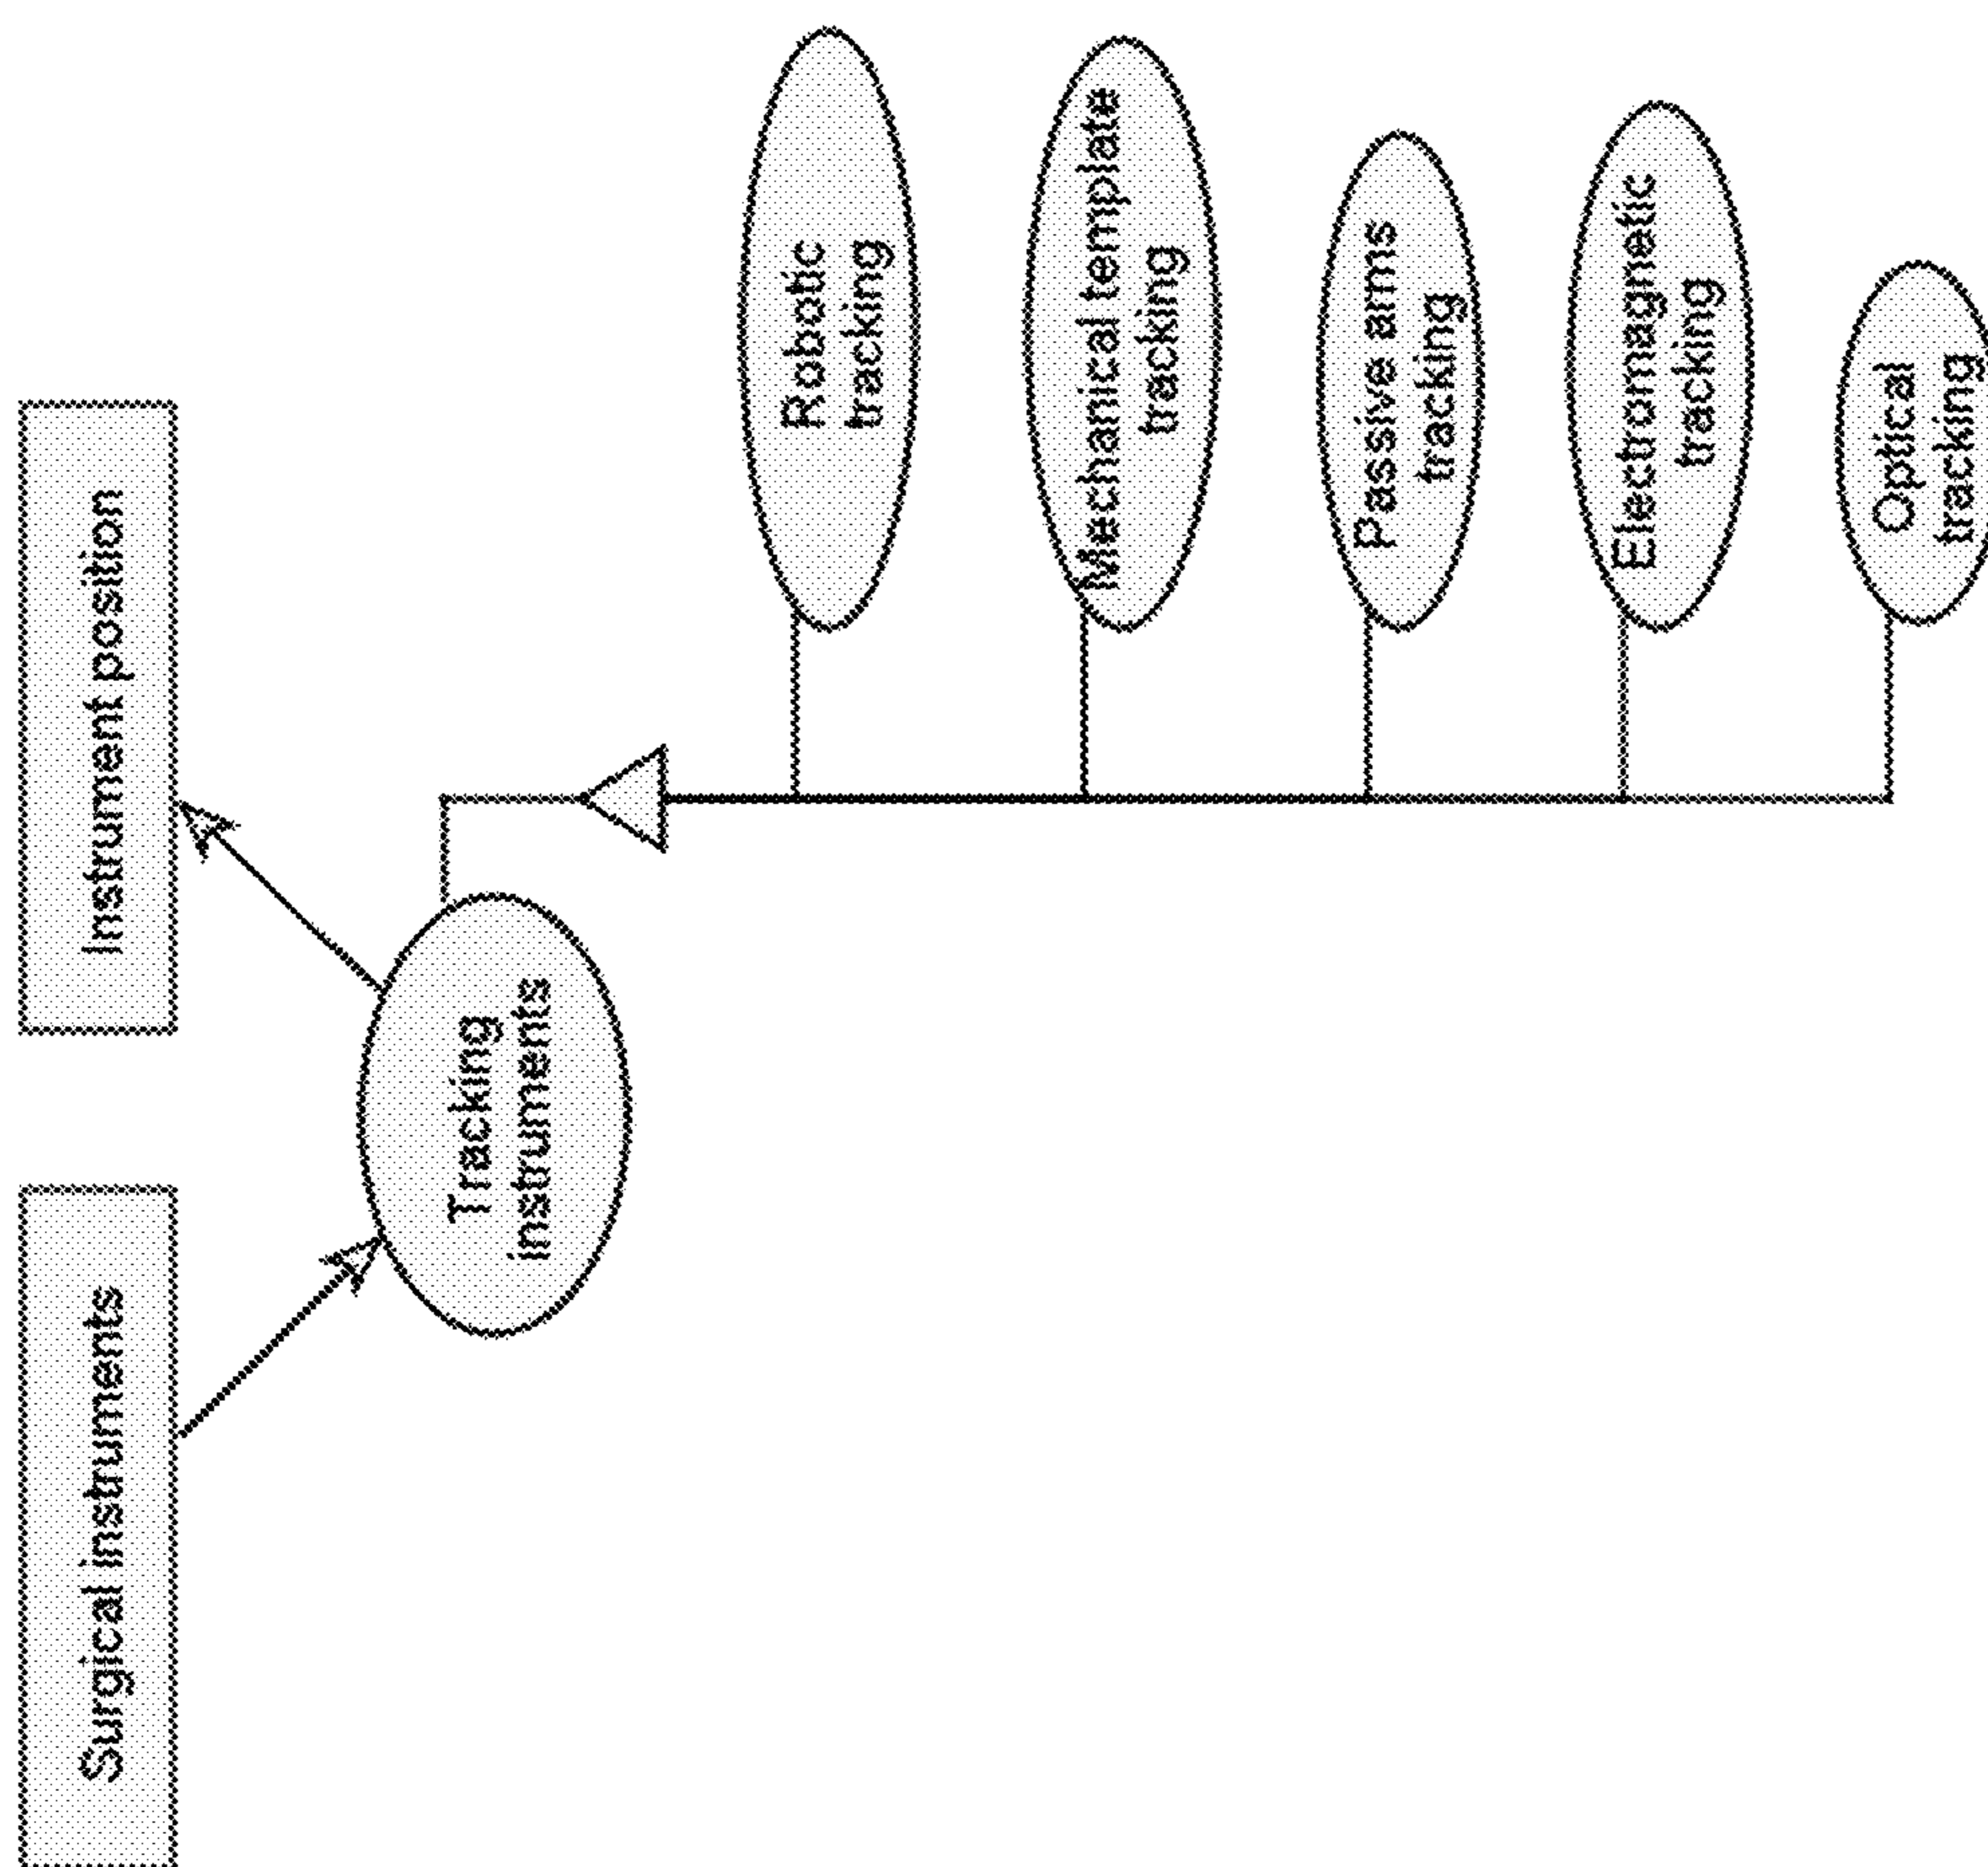 Surgical instruments
Instrument position
Tracking
instruments
Robotic
tracking
Mechanical template
tracking
Passive arms
tracking
Electromagnetic
tracking
Optical
tracking